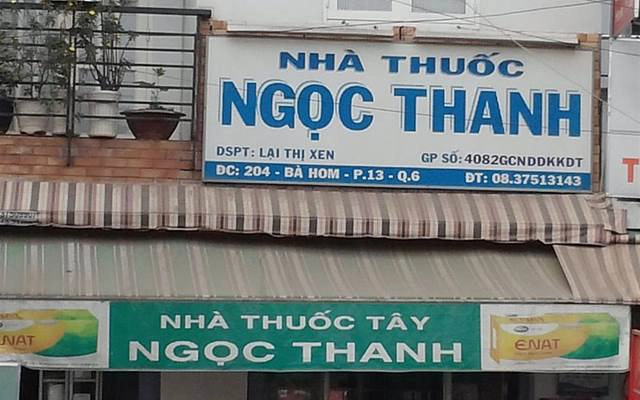 NHÀ THUỐC
NGỌC THANH
DSPT: LẠI THỊ XEN GP SỐ: 4082GCNDDKKDT
ĐC: 204 - BÀ HOM - P.13 - Q.6 ĐT: 08.37513143
T
NHÀ THUỐC TÂY
NGỌC THANH
ENAT
ENAT